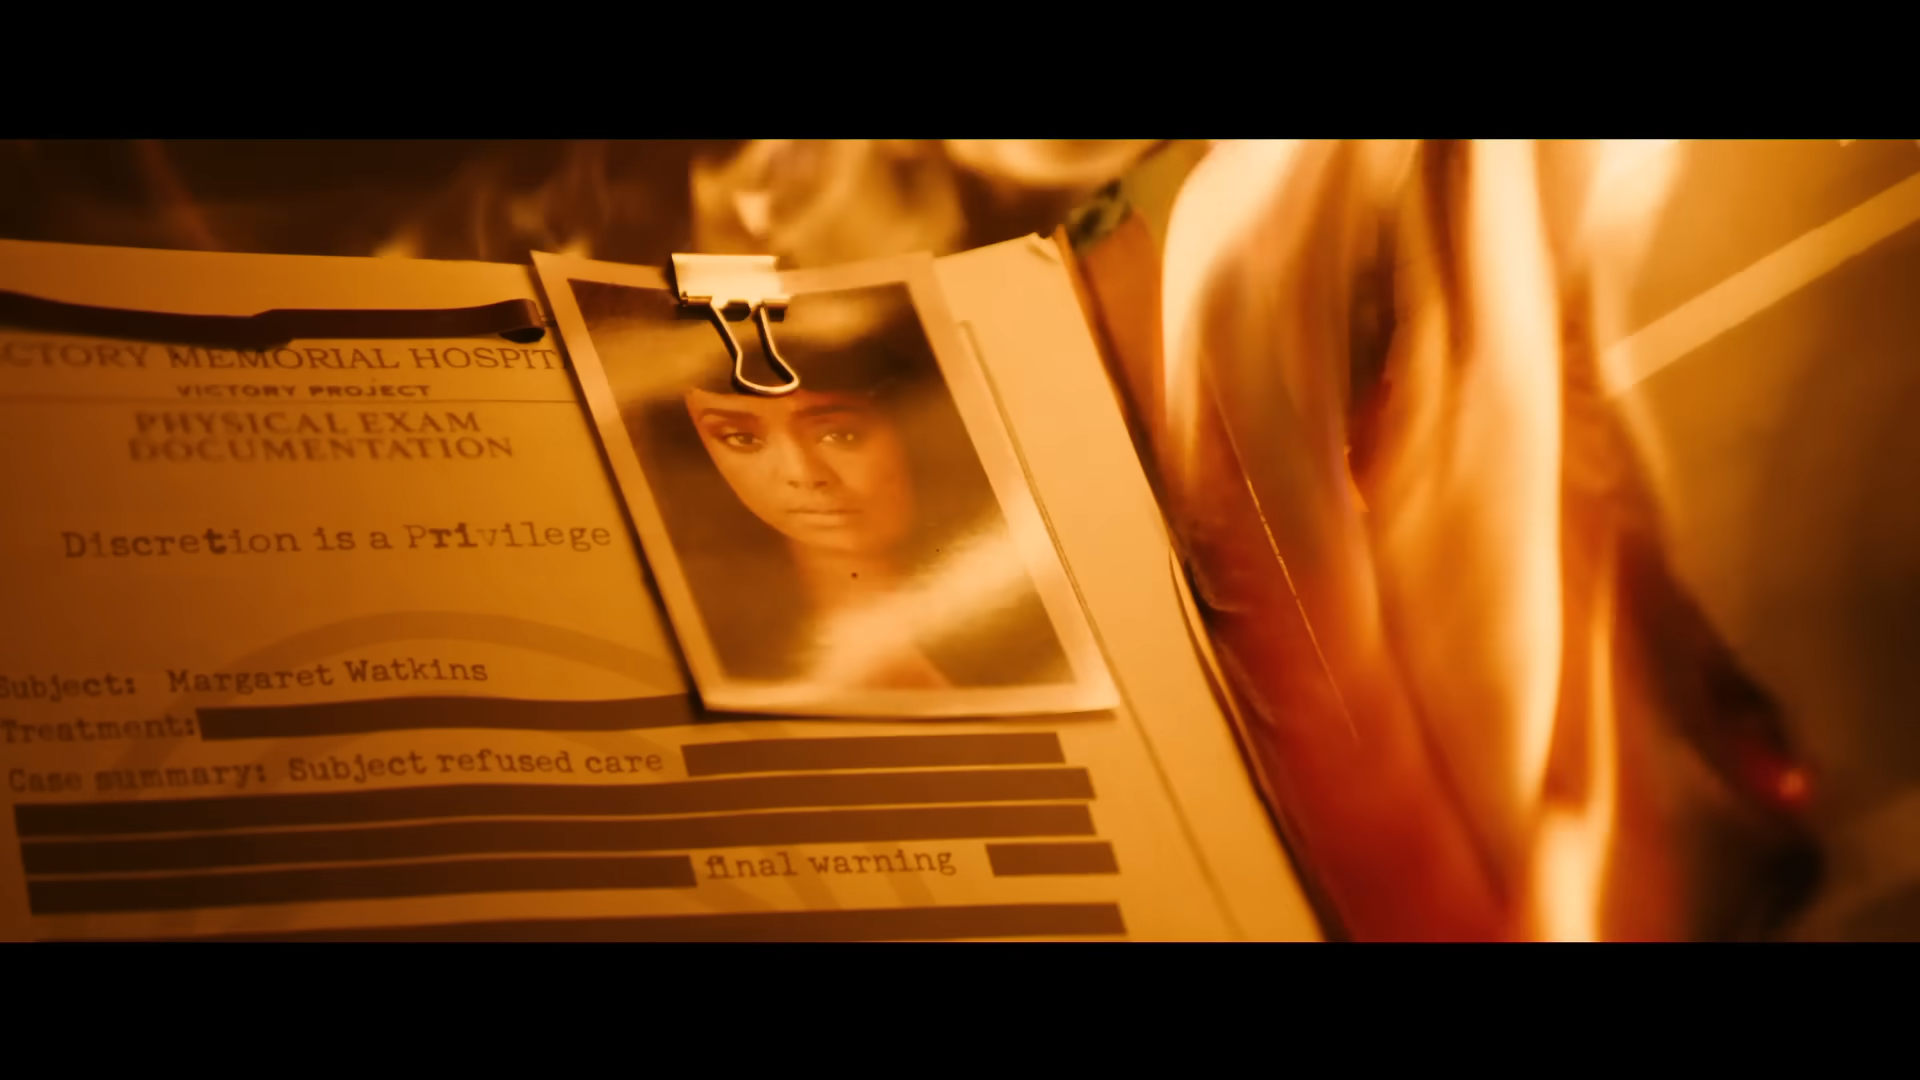 CTORY MEMORIAL HOSPIT
VICTORY PROJECT
PHYSICAL EXAM
DOCUMENTATION
Discretion is a Privilege
Subject: Margaret Watkins
Treatment:
Case summary: Subject refused care
final warning